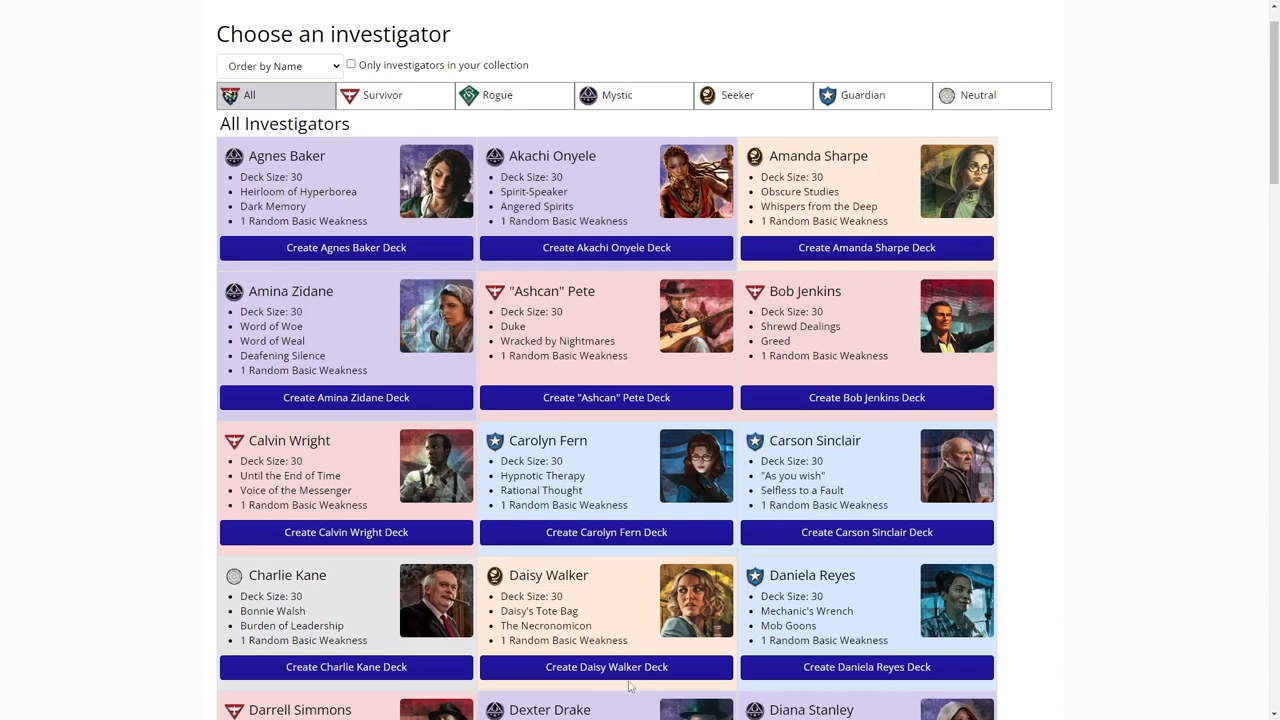 Choose an investigator
Order by Name
Only investigators in your collection
All
Survivor
Rogue
Mystic
Seeker
Guardian
Neutral
All Investigators
Agnes Baker
Deck Size: 30
Heirloom of Hyperborea
Dark Memory
1 Random Basic Weakness
Create Agnes Baker Deck
Akachi Onyele
Deck Size: 30
Spirit-Speaker
Angered Spirits
1 Random Basic Weakness
Create Akachi Onyele Deck
Amanda Sharpe
Deck Size: 30
Obscure Studies
Whispers from the Deep
1 Random Basic Weakness
Create Amanda Sharpe Deck
Amina Zidane
Deck Size: 30
Word of Woe
Word of Weal
Deafening Silence
1 Random Basic Weakness
Create Amina Zidane Deck
"Ashcan" Pete
Deck Size: 30
Duke
Wracked by Nightmares
1 Random Basic Weakness
Create "Ashcan" Pete Deck
Bob Jenkins
Deck Size: 30
Shrewd Dealings
Greed
1 Random Basic Weakness
Create Bob Jenkins Deck
Calvin Wright
Deck Size: 30
Until the End of Time
Voice of the Messenger
1 Random Basic Weakness
Create Calvin Wright Deck
Carolyn Fern
Deck Size: 30
Hypnotic Therapy
Rational Thought
1 Random Basic Weakness
Create Carolyn Fern Deck
Carson Sinclair
Deck Size: 30
"As you wish"
Selfless to a Fault
1 Random Basic Weakness
Create Carson Sinclair Deck
Charlie Kane
Deck Size: 30
Bonnie Walsh
Burden of Leadership
1 Random Basic Weakness
Create Charlie Kane Deck
Daisy Walker
Deck Size: 30
Daisy's Tote Bag
The Necronomicon
1 Random Basic Weakness
Create Daisy Walker Deck
Daniela Reyes
Deck Size: 30
Mechanic's Wrench
Mob Goons
1 Random Basic Weakness
Create Daniela Reyes Deck
Darrell Simmons
Dexter Drake
Diana Stanley